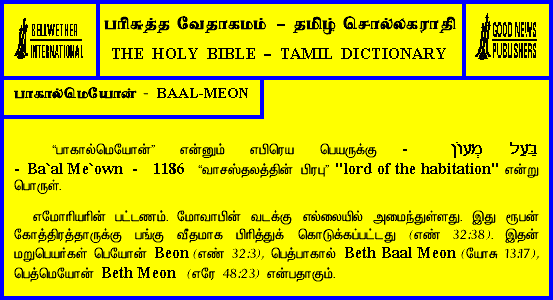 BELLWETHER
INTERNATIONAL
பரிசுத்த வேதாகமம் – தமிழ் சொல்லகராதி
THE HOLY BIBLE – TAMIL DICTIONARY
GOOD NEWS
PUBLISHERS
பாகால்மெயோன் - BAAL-MEON
“பாகால்மெயோன்” என்னும் எபிரெய பெயருக்கு - בַּעַל מְעוֹן
- Ba`al Me`own - 1186 “வாசஸ்தலத்தின் பிரபு” "lord of the habitation" என்று
பொருள்.
எமோரியரின் பட்டணம். மோவாபின் வடக்கு எல்லையில் அமைந்துள்ளது. இது ரூபன்
கோத்திரத்தாருக்கு பங்கு வீதமாக பிரித்துக் கொடுக்கப்பட்டது (எண் 32:38). இதன்
மறுபெயர்கள் பெயோன் Beon (எண் 32:3), பெத்பாகால் Beth Baal Meon (யோசு 13:17),
பெத்மெயோன் Beth Meon (எரே 48:23) என்பதாகும்.